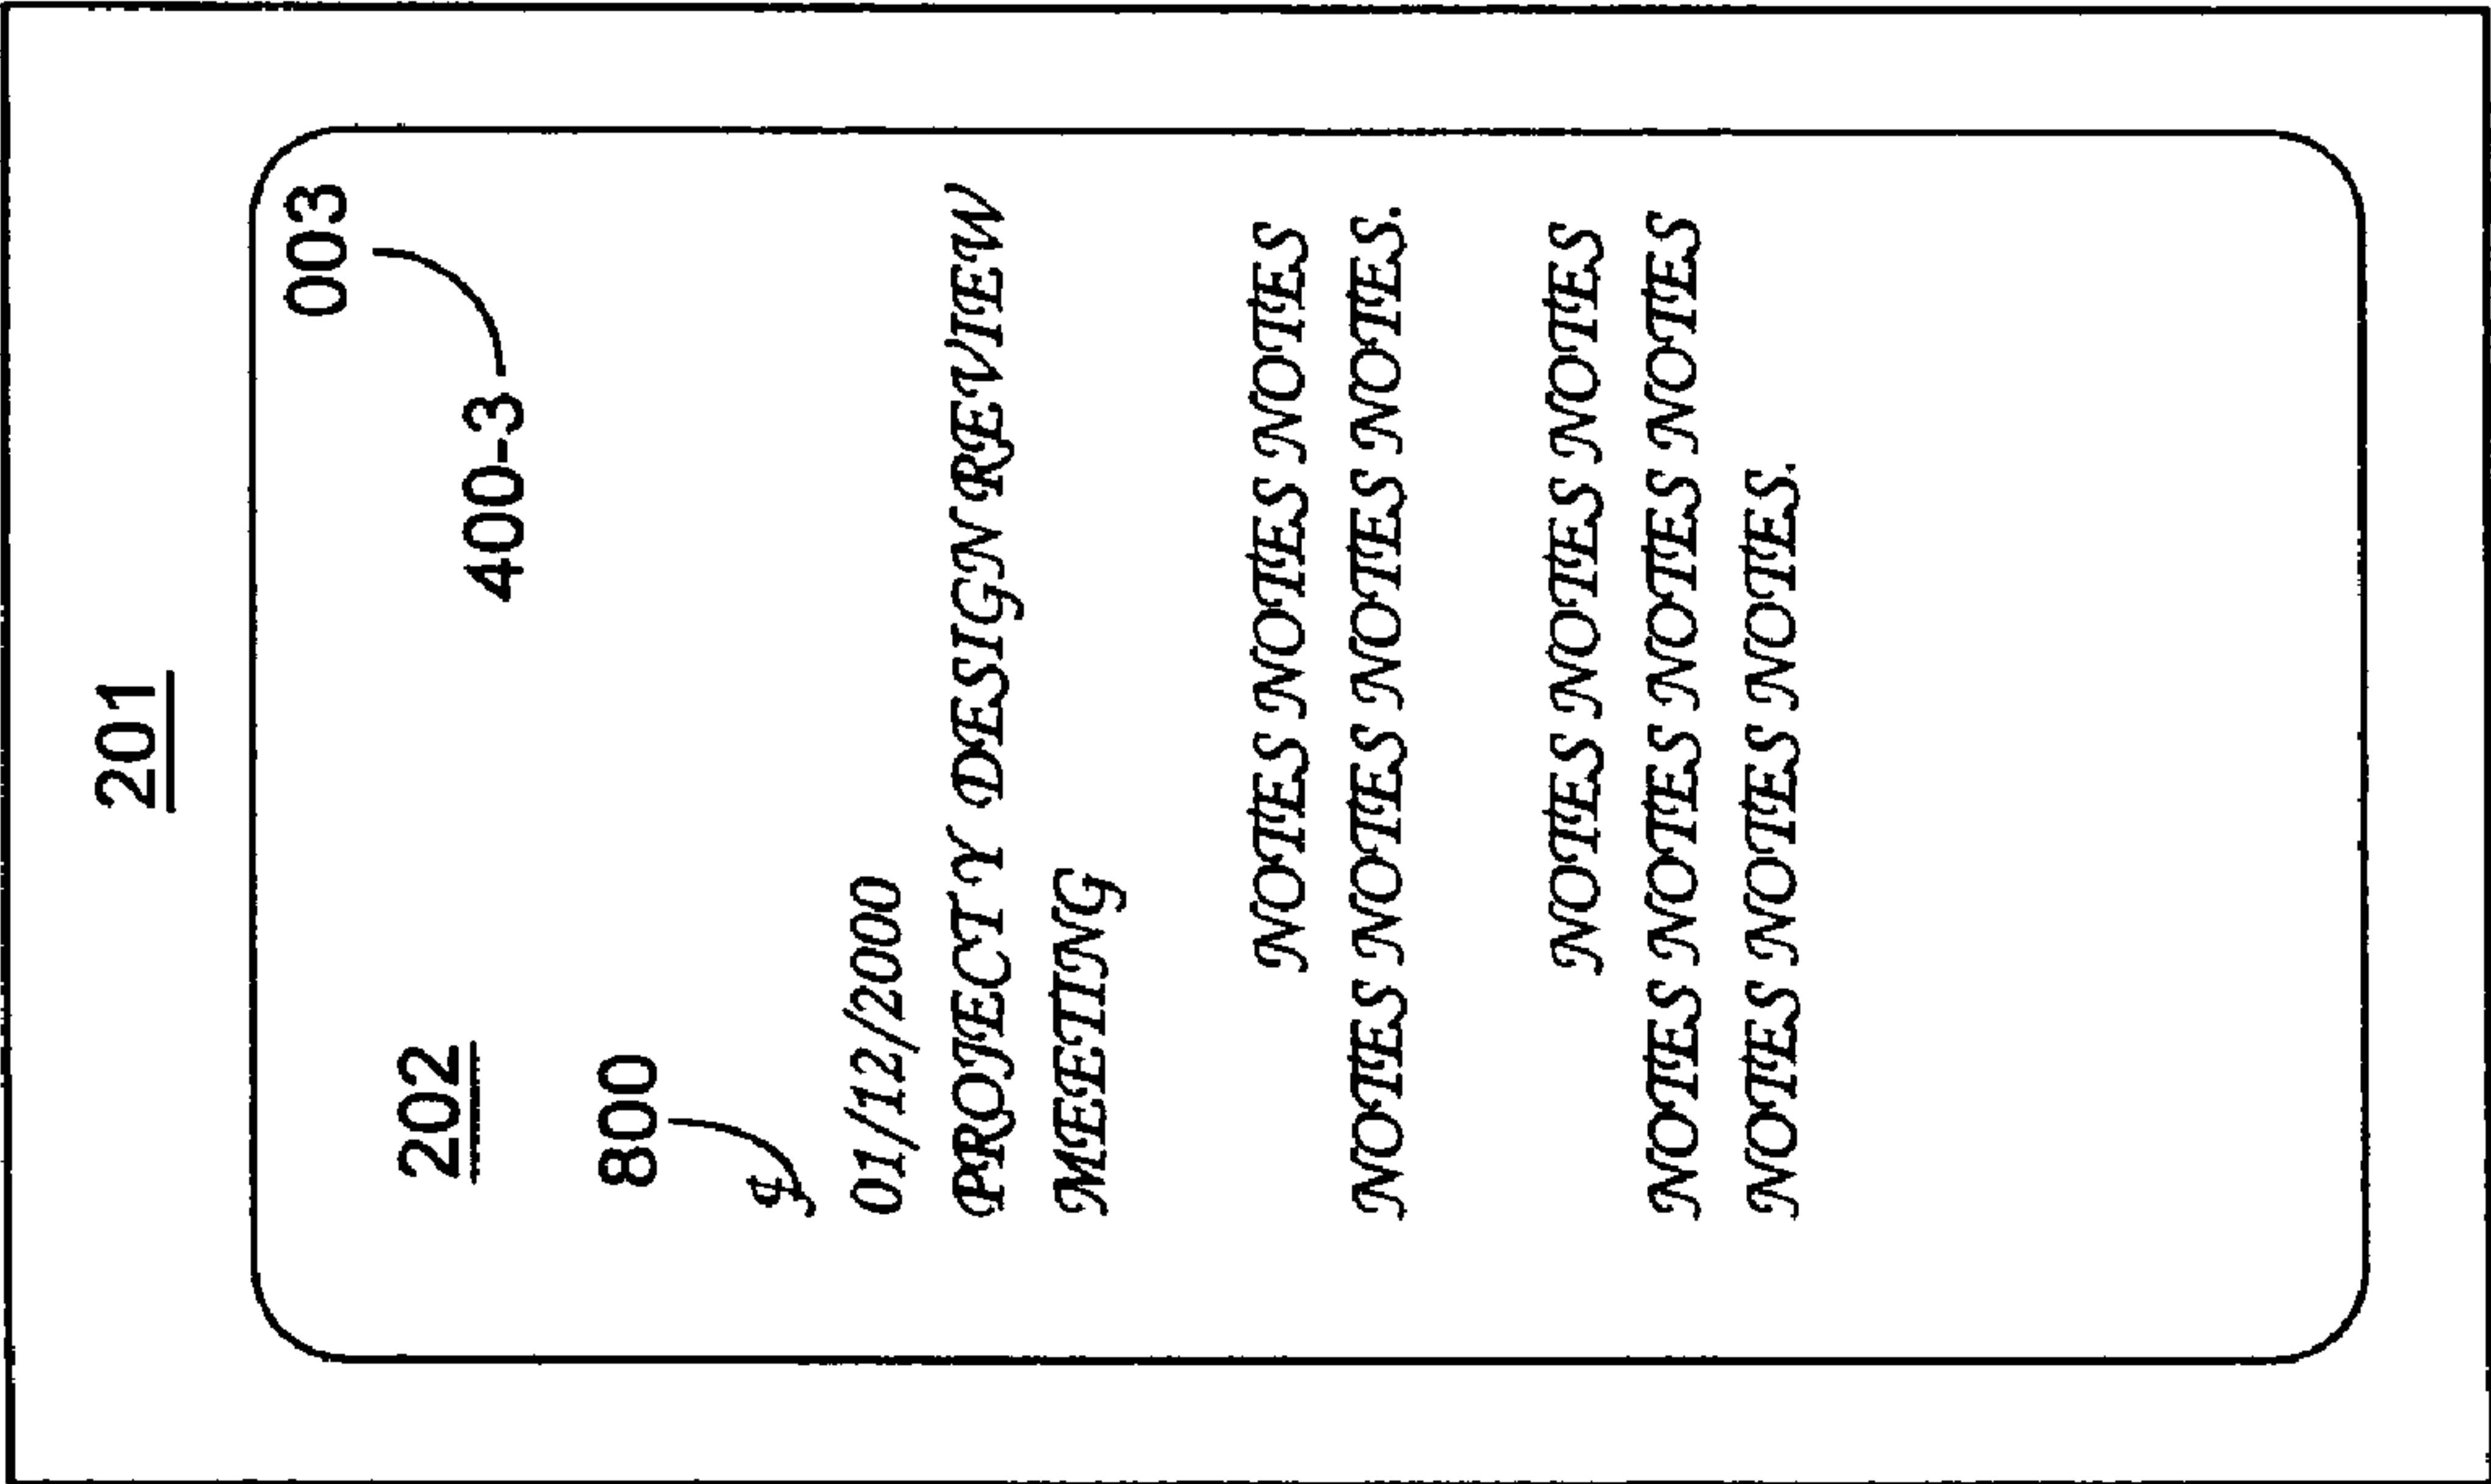 201
003
202
400-3
800
01/12/2000
PROJECT Y DESIGN REVIEW
MEETING
NOTES NOTES NOTES
NOTES NOTES NOTES NOTES.
NOTES NOTES NOTES
NOTES NOTES NOTES NOTES
NOTES NOTES NOTES.